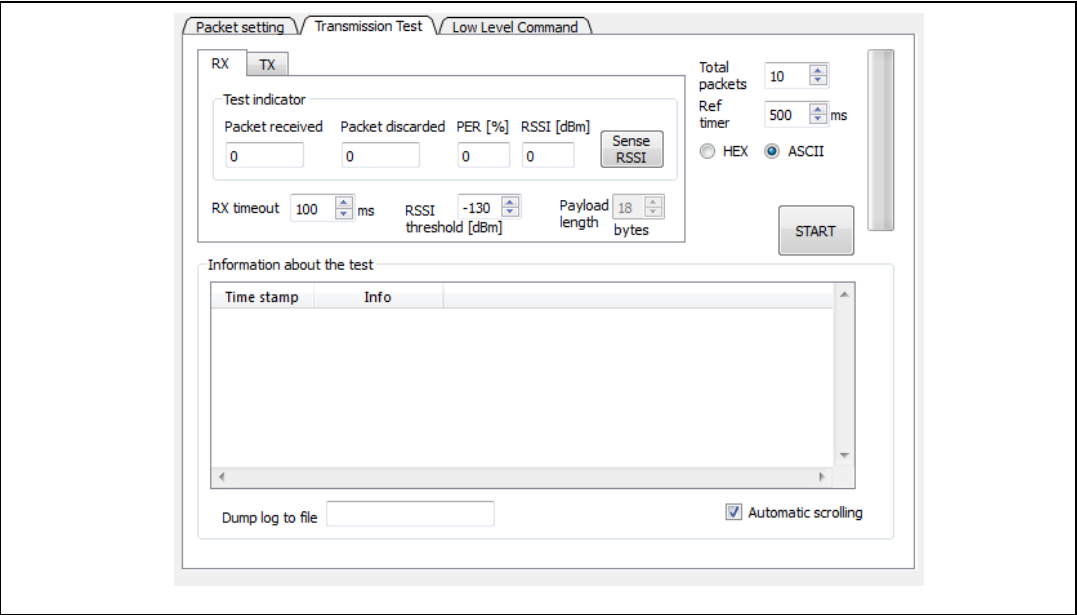 Packet setting Transmission Test Low Level Command
RX TX
Test indicator
Packet received Packet discarded PER [%] RSSI [dBm]
0 0 0 0
Sense
RSSI
RX timeout 100 ms
RSSI -130
threshold [dBm]
Payload 18
length bytes
Total
packets 10
Ref
timer 500 ms
HEX ASCII
START
Information about the test
Time stamp Info
Dump log to file
Automatic scrolling